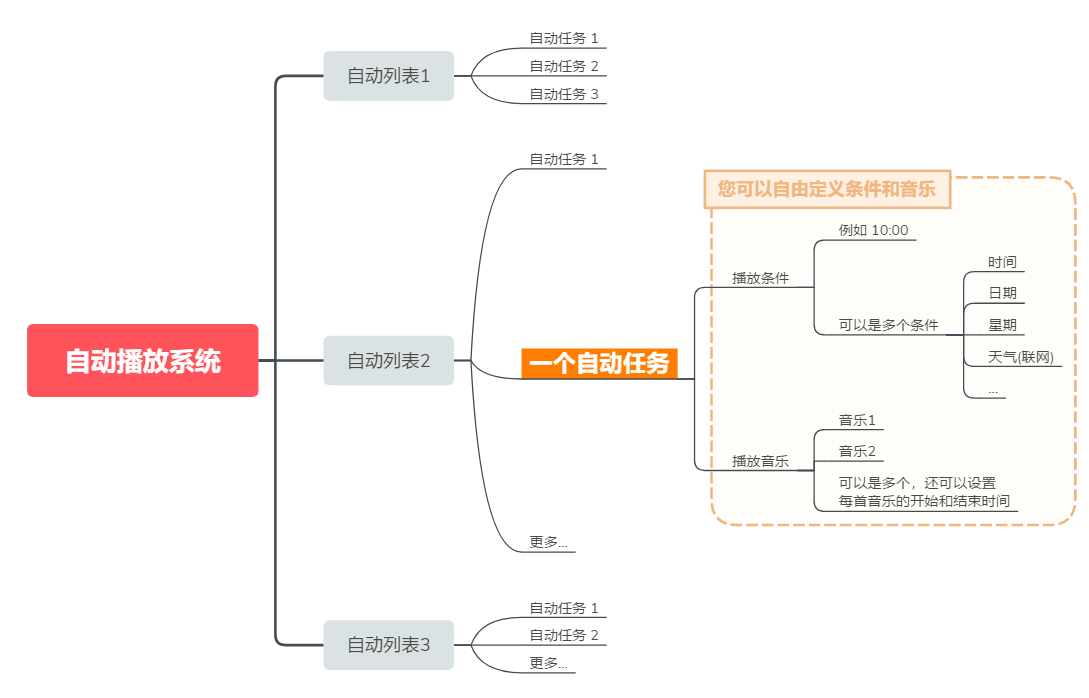 自动播放系统
自动列表1
自动任务 1
自动任务 2
自动任务 3
自动列表2
自动任务 1
一个自动任务
您可以自由定义条件和音乐
播放条件
例如 10:00
可以是多个条件
时间
日期
星期
天气(联网)
...
播放音乐
音乐1
音乐2
可以是多个，还可以设置
每首音乐的开始和结束时间
更多...
自动列表3
自动任务 1
自动任务 2
更多...